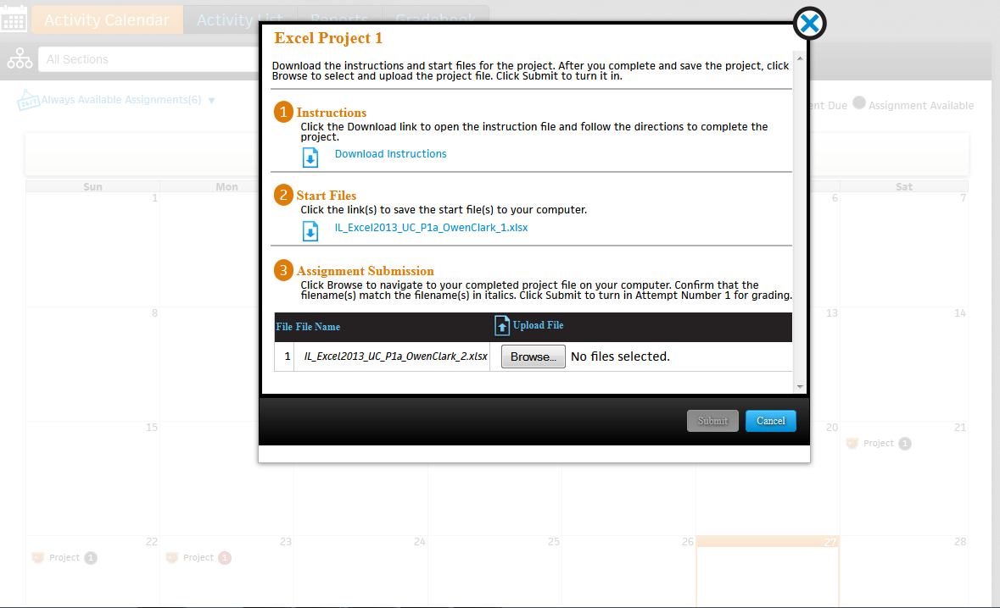 Activity Calendar
Activity List
Reports
Gradebook
All Sections
24/7
Always Available Assignments(6)
nt Due
Assignment Available
Excel Project 1
Download the instructions and start files for the project. After you complete and save the project, click
Browse to select and upload the project file. Click Submit to turn it in.
1 Instructions
Click the Download link to open the instruction file and follow the directions to complete the
project.
Download Instructions
2 Start Files
Click the link(s) to save the start file(s) to your computer.
IL_Excel2013_UC_P1a_OwenClark_1.xlsx
3 Assignment Submission
Click Browse to navigate to your completed project file on your computer. Confirm that the
filename(s) match the filename(s) in italics. Click Submit to turn in Attempt Number 1 for grading.
File File Name Upload File
1 IL_Excel2013_UC_P1a_OwenClark_2.xlsx Browse... No files selected.
Submit Cancel
Sun Mon Sat
1 6 7
8 13 14
15 20 21
Project 1
22 23 24 25 26 27 28
Project 1 Project 1